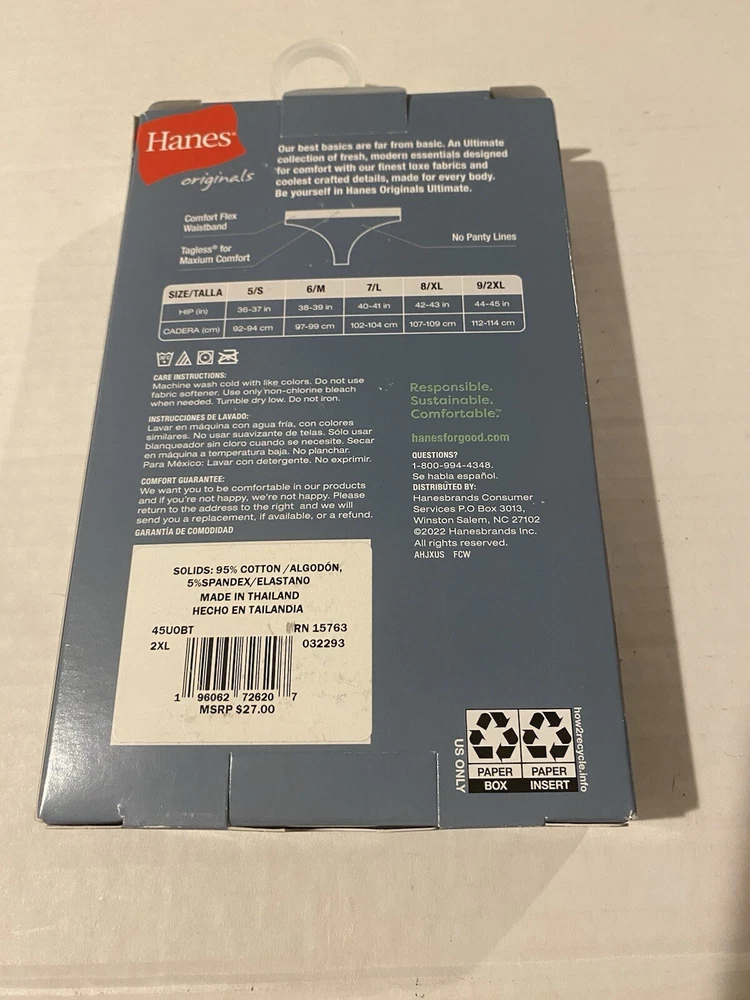 Hanes
originals
Our best basics are far from basic. An Ultimate
collection of fresh, modern essentials designed
for comfort with our finest luxe fabrics and
coolest crafted details, made for every body.
Be yourself in Hanes Originals Ultimate.
Comfort Flex
Waistband
Tagless® for
Maxium Comfort
No Panty Lines
SIZE/TALLA 5/S 6/M 7/L 8/XL 9/2XL
HIP (in) 36-37 in 38-39 in 40-41 in 42-43 in 44-45 in
CADERA (cm) 92-94 cm 97-99 cm 102-104 cm 107-109 cm 112-114 cm
CARE INSTRUCTIONS:
Machine wash cold with like colors. Do not use
fabric softener. Use only non-chlorine bleach
when needed. Tumble dry low. Do not iron.
INSTRUCCIONES DE LAVADO:
Lavar en máquina con agua fría, con colores
similares. No usar suavizante de telas. Sólo usar
blanqueador sin cloro cuando se necesite. Secar
en máquina a temperatura baja. No planchar.
Para México: Lavar con detergente. No exprimir.
COMFORT GUARANTEE:
We want you to be comfortable in our products
and if you're not happy, we're not happy. Please
return to the address to the right and we will
send you a replacement, if available, or a refund.
GARANTÍA DE COMODIDAD
Responsible.
Sustainable.
Comfortable.™
hanesforgood.com
QUESTIONS?
1-800-994-4348.
Se habla español.
DISTRIBUTED BY:
Hanesbrands Consumer
Services P.O Box 3013,
Winston Salem, NC 27102
©2022 Hanesbrands Inc.
All rights reserved.
AHJXUS FCW
SOLIDS: 95% COTTON/ALGODÓN,
5%SPANDEX/ELASTANO
MADE IN THAILAND
HECHO EN TAILANDIA
45UOBT RN 15763
2XL 032293
1 96062 72620 7
MSRP $27.00
US ONLY
PAPER BOX
PAPER INSERT
how2recycle.info